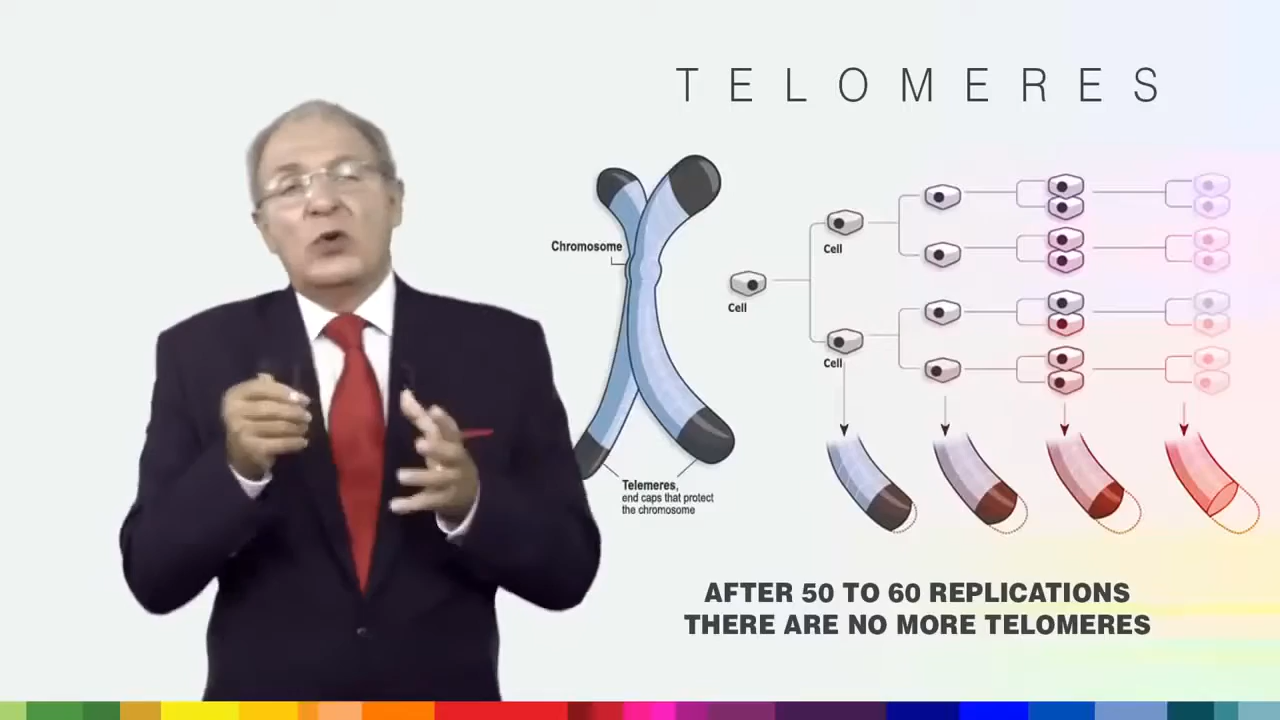 TELOMERES
Chromosome
Cell
Cell
Cell
Telemeres,
end caps that protect
the chromosome
AFTER 50 TO 60 REPLICATIONS
THERE ARE NO MORE TELOMERES